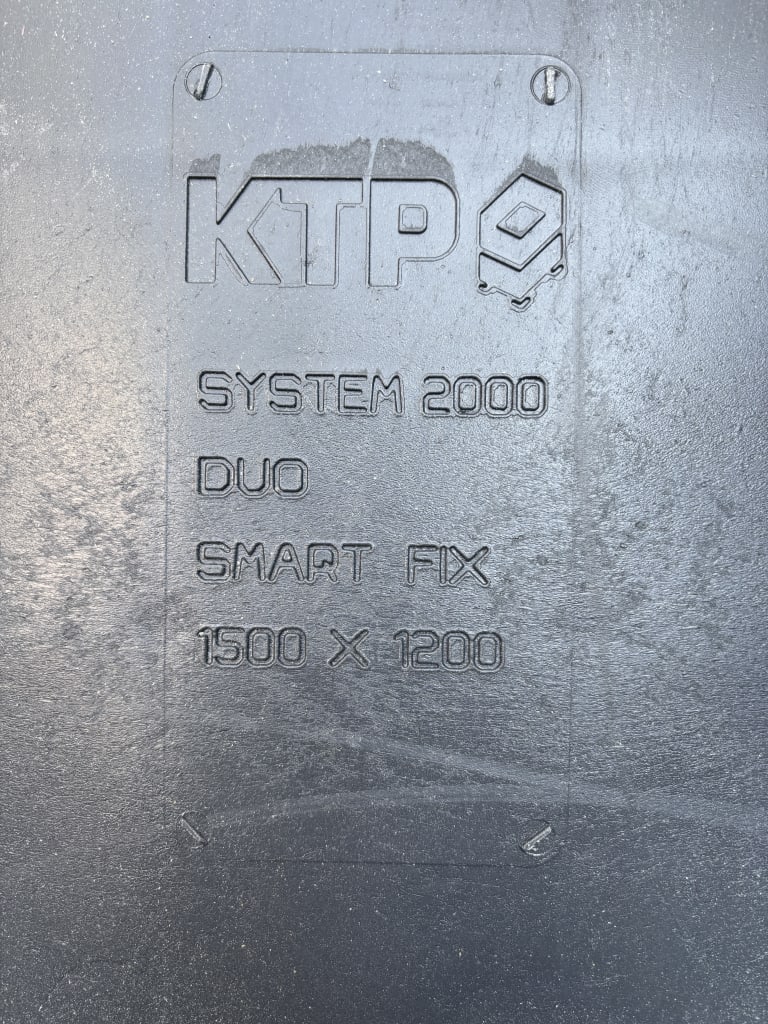 KTP
SYSTEM 2000
DUO
SMART FIX
1500 X 1200